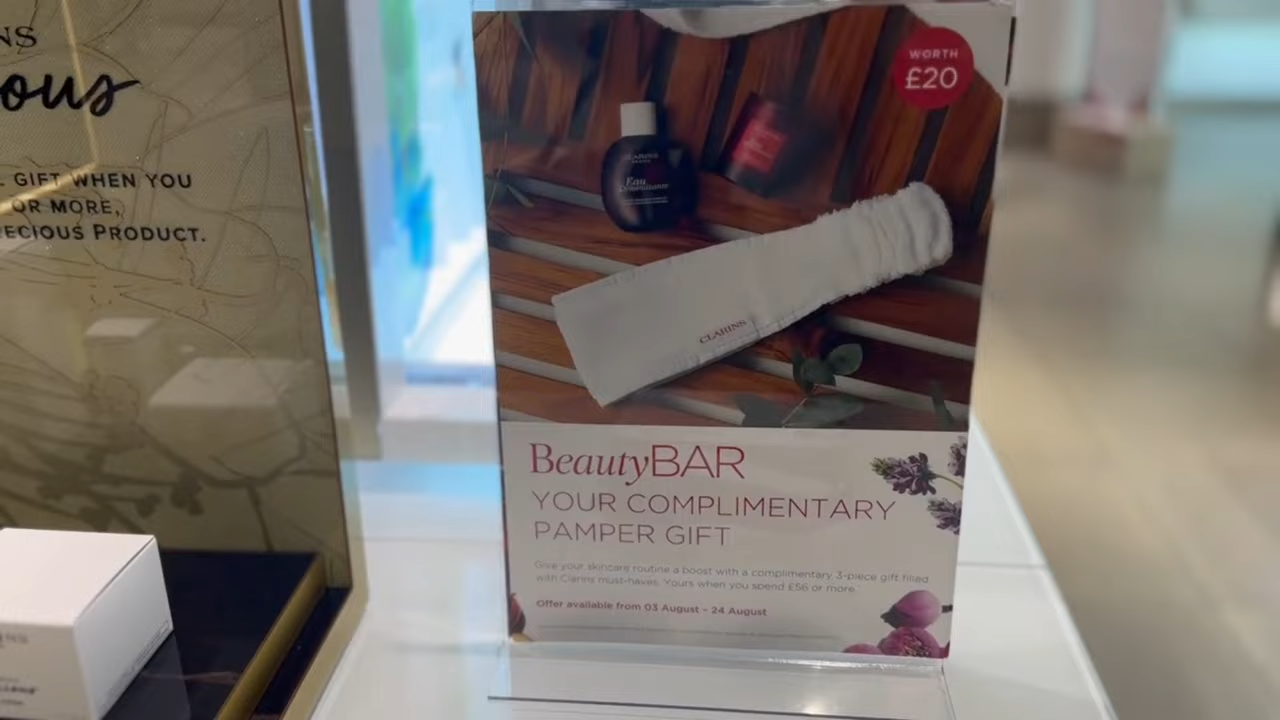 NS
ous
GIFT WHEN YOU
OR MORE,
ECIOUS PRODUCT.
WORTH
£20
CLARINS
Eau
CLARINS
BeautyBAR
YOUR COMPLIMENTARY
PAMPER GIFT
Give your skincare routine a boost with a complimentary 3-piece gift filled
with Clarins must-haves. Yours when you spend £56 or more.
Offer available from 03 August – 24 August